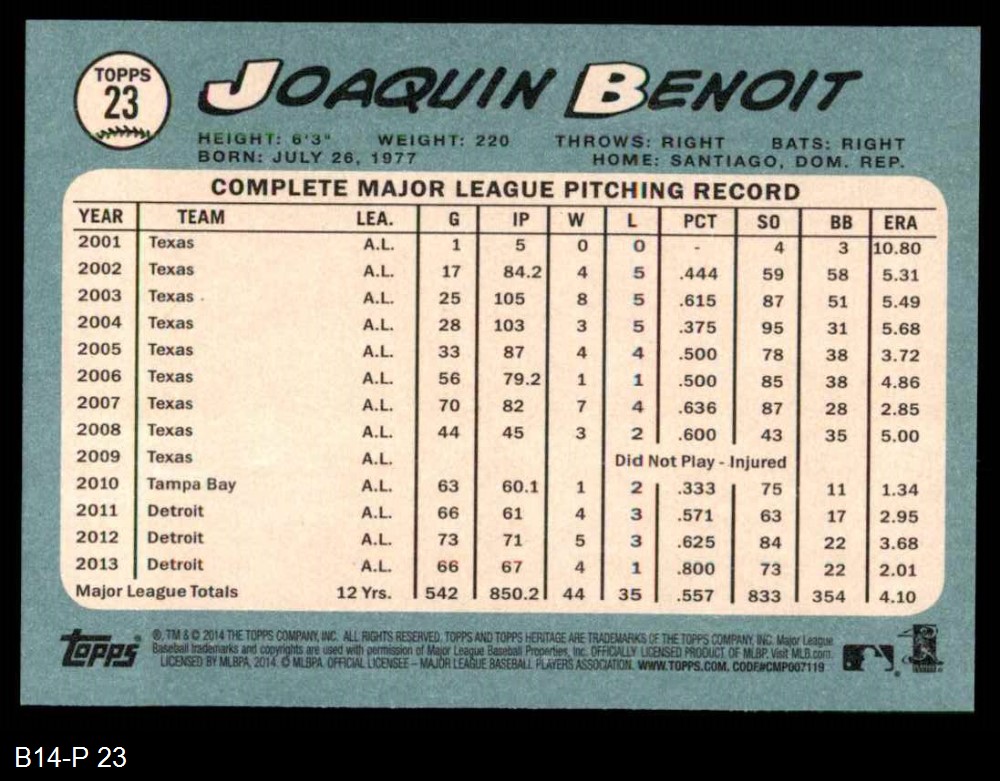 TOPPS
23
JOAQUIN BENOIT
HEIGHT: 6'3" WEIGHT: 220 THROWS: RIGHT BATS: RIGHT
BORN: JULY 26, 1977 HOME: SANTIAGO, DOM. REP.
COMPLETE MAJOR LEAGUE PITCHING RECORD
YEAR TEAM LEA. G IP W L PCT SO BB ERA
2001 Texas A.L. 1 5 0 0 - 4 3 10.80
2002 Texas A.L. 17 84.2 4 5 .444 59 58 5.31
2003 Texas A.L. 25 105 8 5 .615 87 51 5.49
2004 Texas A.L. 28 103 3 5 .375 95 31 5.68
2005 Texas A.L. 33 87 4 4 .500 78 38 3.72
2006 Texas A.L. 56 79.2 1 1 .500 85 38 4.86
2007 Texas A.L. 70 82 7 4 .636 87 28 2.85
2008 Texas A.L. 44 45 3 2 .600 43 35 5.00
2009 Texas A.L. Did Not Play - Injured
2010 Tampa Bay A.L. 63 60.1 1 2 .333 75 11 1.34
2011 Detroit A.L. 66 61 4 3 .571 63 17 2.95
2012 Detroit A.L. 73 71 5 3 .625 84 22 3.68
2013 Detroit A.L. 66 67 4 1 .800 73 22 2.01
Major League Totals 12 Yrs. 542 850.2 44 35 .557 833 354 4.10
topps
®, TM & © 2014 THE TOPPS COMPANY, INC. ALL RIGHTS RESERVED. TOPPS AND TOPPS HERITAGE ARE TRADEMARKS OF THE TOPPS COMPANY, INC. Major League
Baseball trademarks and copyrights are used with permission of Major League Baseball Properties, Inc. OFFICIALLY LICENSED PRODUCT OF MLBP. Visit MLB.com.
LICENSED BY MLBPA, 2014. © MLBPA. OFFICIAL LICENSEE – MAJOR LEAGUE BASEBALL PLAYERS ASSOCIATION. WWW.TOPPS.COM. CODE#CMP007119
B14-P 23